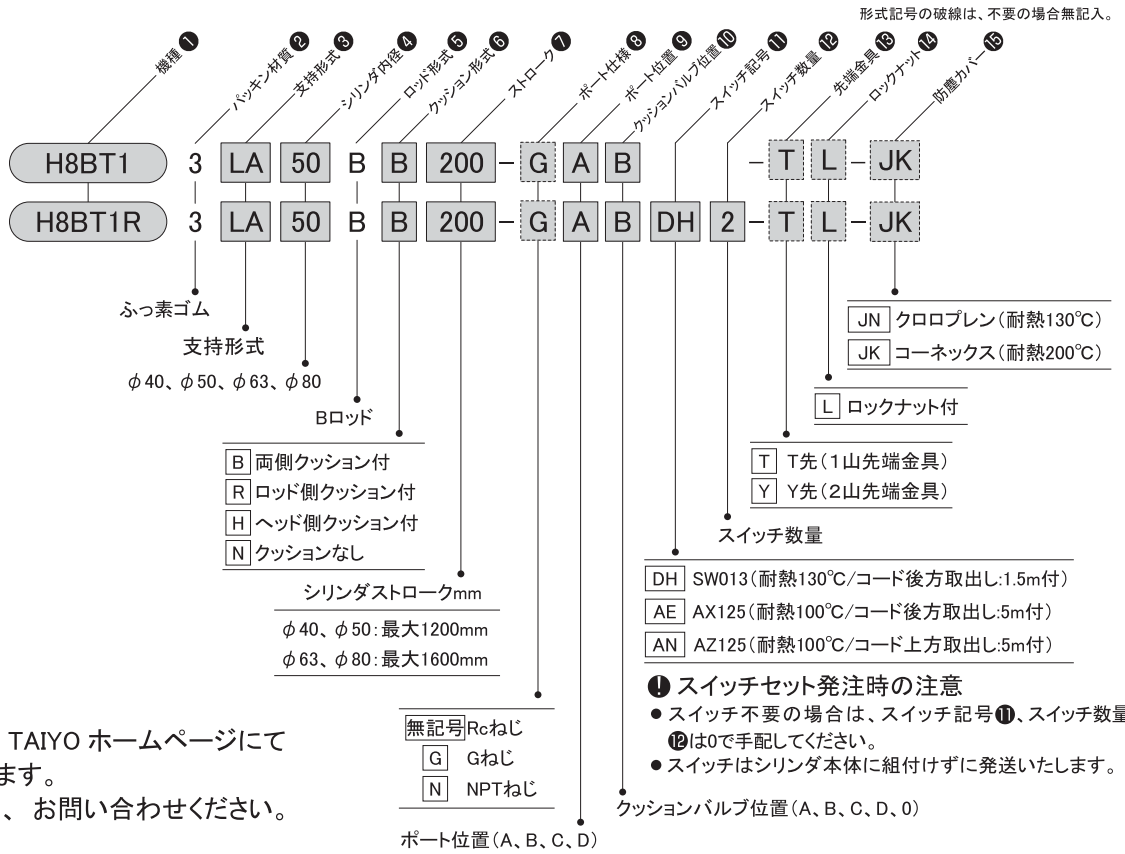 形式記号の破線は、不要の場合無記入。
機種❶
パッキン材質❷
支持形式❸
シリンダ内径❹
ロッド形式❺
クッション形式❻
ストローク❼
ポート仕様❽
ポート位置❾
クッションバルブ位置❿
スイッチ記号⓫
スイッチ数量⓬
先端金具⓭
ロックナット⓮
防塵カバー⓯
H8BT1 3 LA 50 B B 200 - G A B - T L - JK
H8BT1R 3 LA 50 B B 200 - G A B DH 2 - T L - JK
ふっ素ゴム
支持形式
φ40、φ50、φ63、φ80
Bロッド
B 両側クッション付
R ロッド側クッション付
H ヘッド側クッション付
N クッションなし
シリンダストロークmm
φ40、φ50:最大1200mm
φ63、φ80:最大1600mm
無記号 Rcねじ
G Gねじ
N NPTねじ
ポート位置(A、B、C、D)
クッションバルブ位置(A、B、C、D、0)
JN クロロプレン(耐熱130℃)
JK コーネックス(耐熱200℃)
L ロックナット付
T T先(1山先端金具)
Y Y先(2山先端金具)
スイッチ数量
DH SW013(耐熱130℃/コード後方取出し:1.5m付)
AE AX125(耐熱100℃/コード後方取出し:5m付)
AN AZ125(耐熱100℃/コード上方取出し:5m付)
! スイッチセット発注時の注意
● スイッチ不要の場合は、スイッチ記号⓫、スイッチ数量
⓬は0で手配してください。
● スイッチはシリンダ本体に組付けずに発送いたします。
TAIYO ホームページにて
ます。
、お問い合わせください。